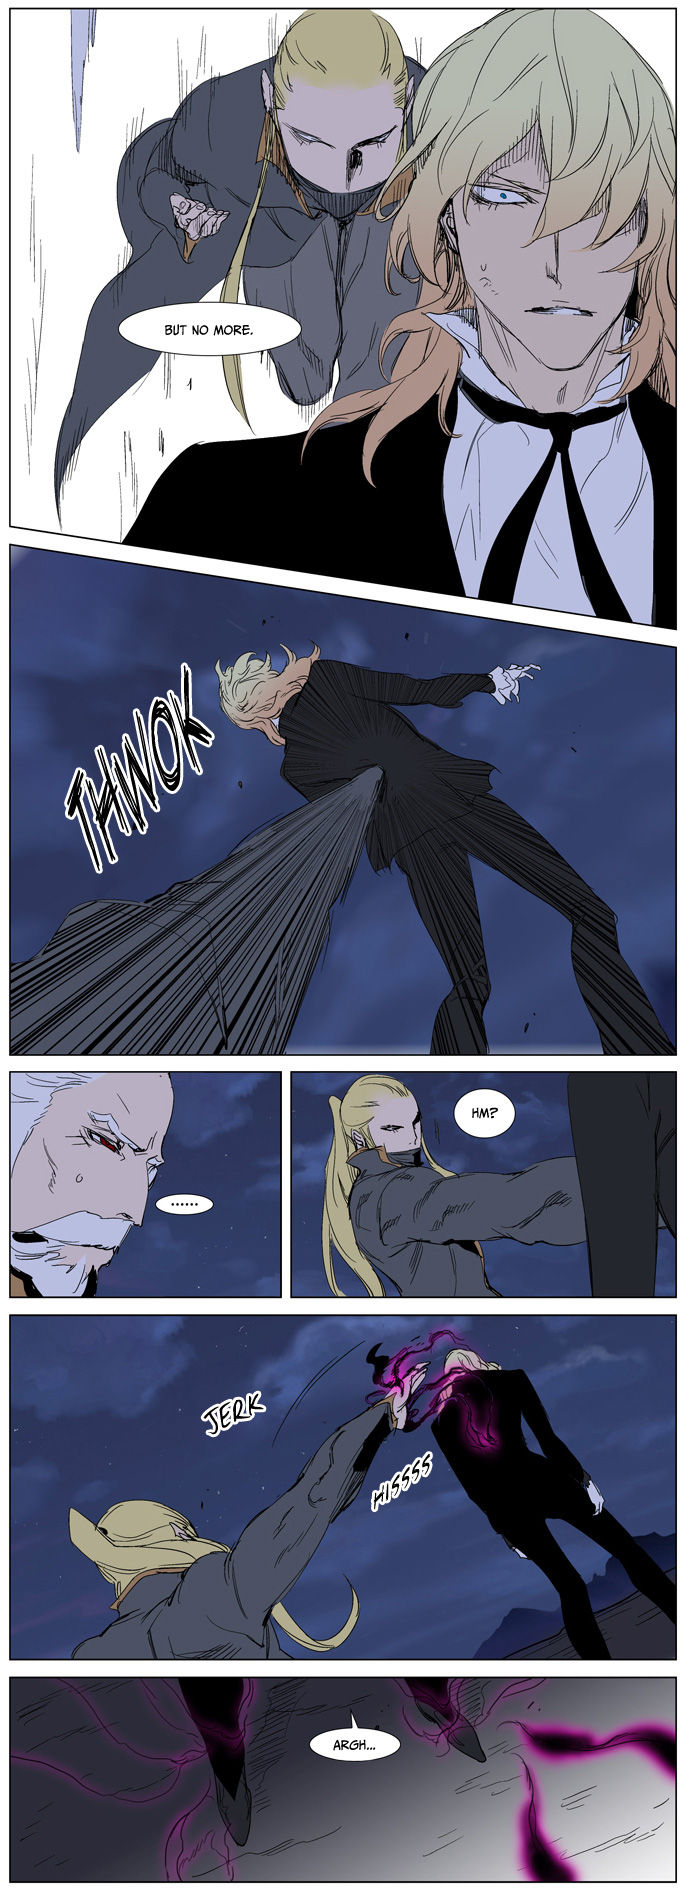 BUT NO MORE.
THWOK
......
HM?
JERK
HISSSS
ARGH...